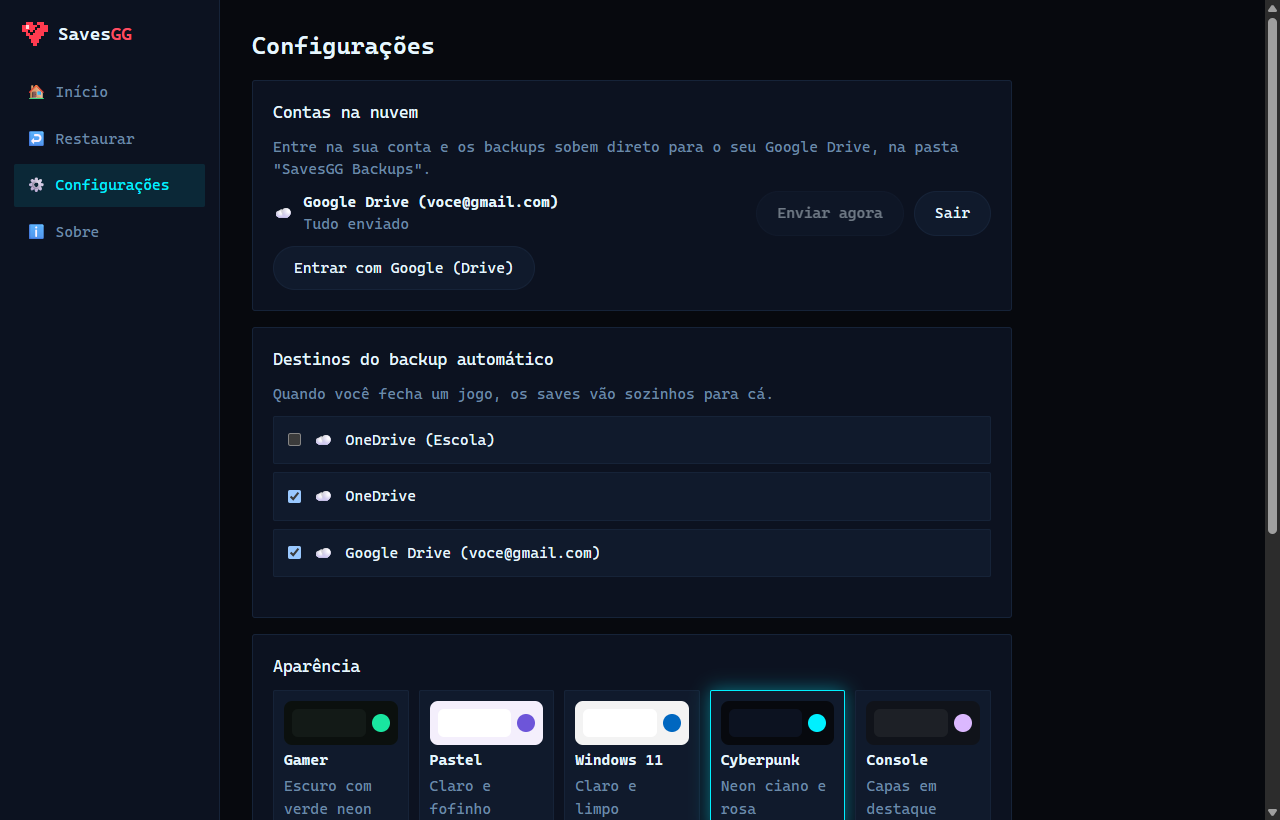 SavesGG
Início
Restaurar
Configurações
Sobre
Configurações
Contas na nuvem
Entre na sua conta e os backups sobem direto para o seu Google Drive, na pasta
"SavesGG Backups".
Google Drive (voce@gmail.com)
Tudo enviado
Enviar agora
Sair
Entrar com Google (Drive)
Destinos do backup automático
Quando você fecha um jogo, os saves vão sozinhos para cá.
OneDrive (Escola)
OneDrive
Google Drive (voce@gmail.com)
Aparência
Gamer
Escuro com
verde neon
Pastel
Claro e
fofinho
Windows 11
Claro e
limpo
Cyberpunk
Neon ciano e
rosa
Console
Capas em
destaque